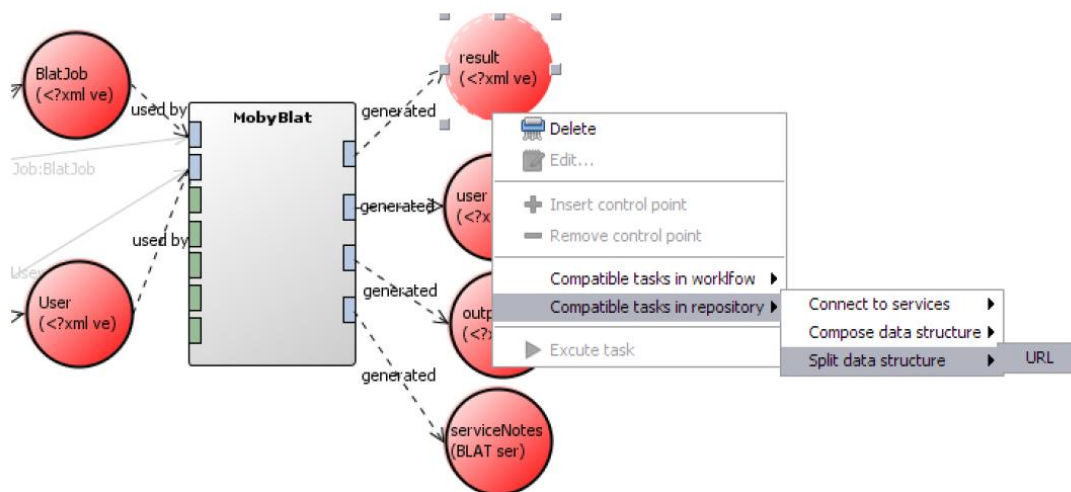 BlatJob
(<?xml ve)
used by
Job:BlatJob
used by
User
User
(<?xml ve)
MobyBlat
generated
generated
generated
generated
result
(<?xml ve)
user
(<?x
outp
(<?
serviceNotes
(BLAT ser)
Delete
Edit...
Insert control point
Remove control point
Compatible tasks in worklfow
Compatible tasks in repository
Excute task
Connect to services
Compose data structure
Split data structure
URL